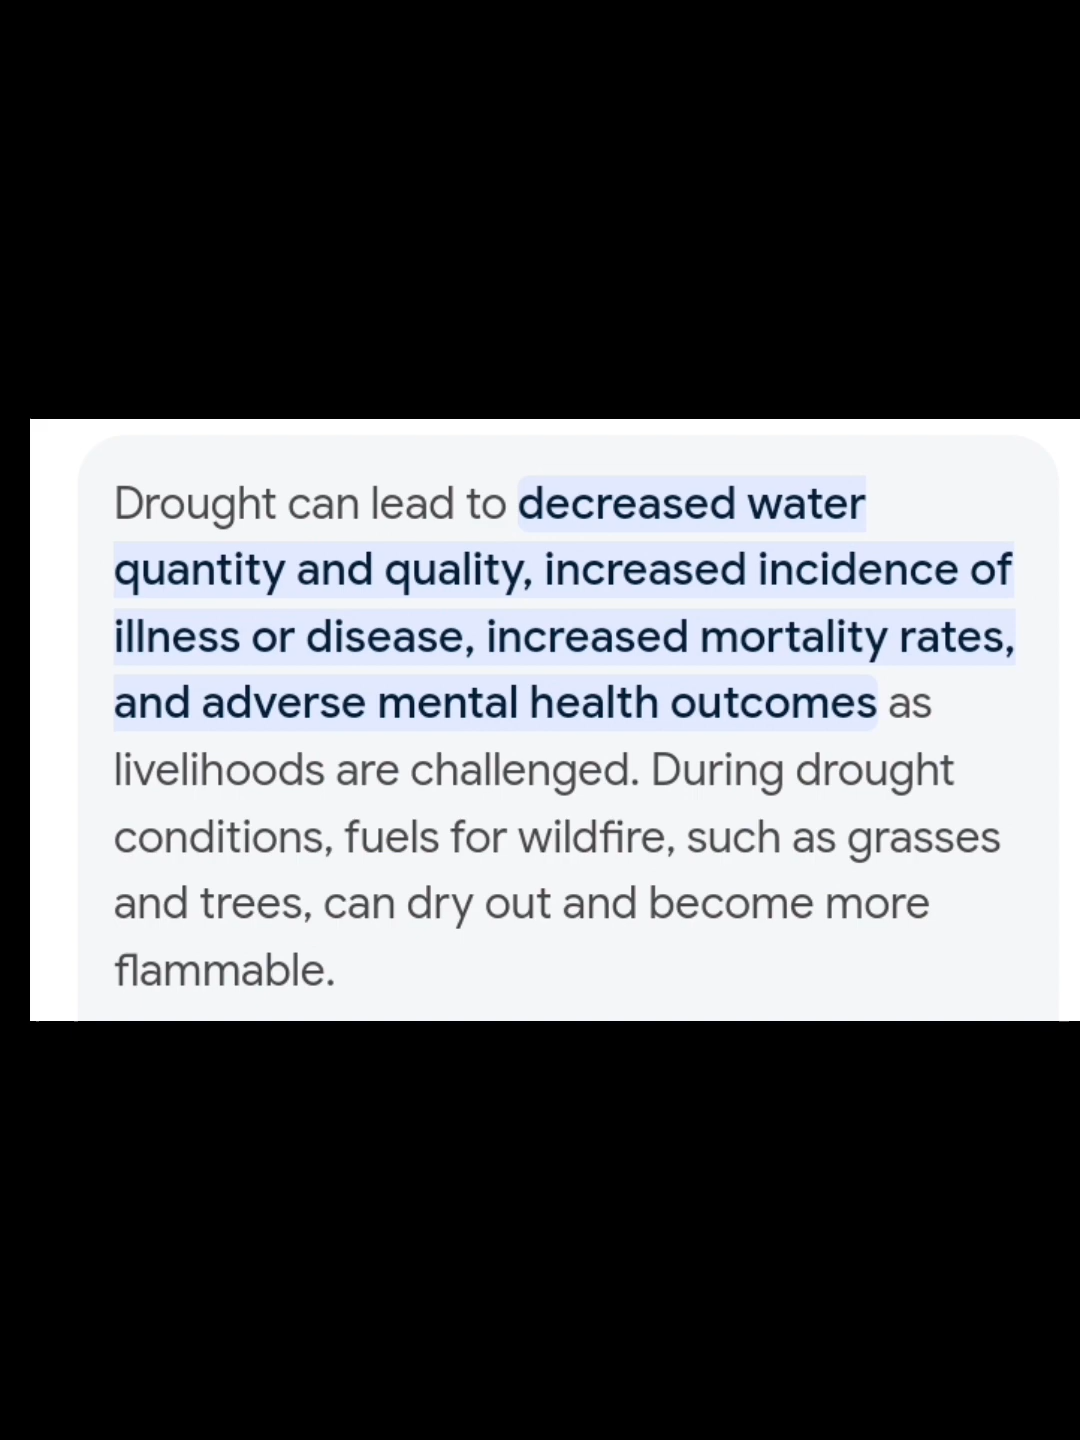 Drought can lead to decreased water
quantity and quality, increased incidence of
illness or disease, increased mortality rates,
and adverse mental health outcomes as
livelihoods are challenged. During drought
conditions, fuels for wildfire, such as grasses
and trees, can dry out and become more
flammable.